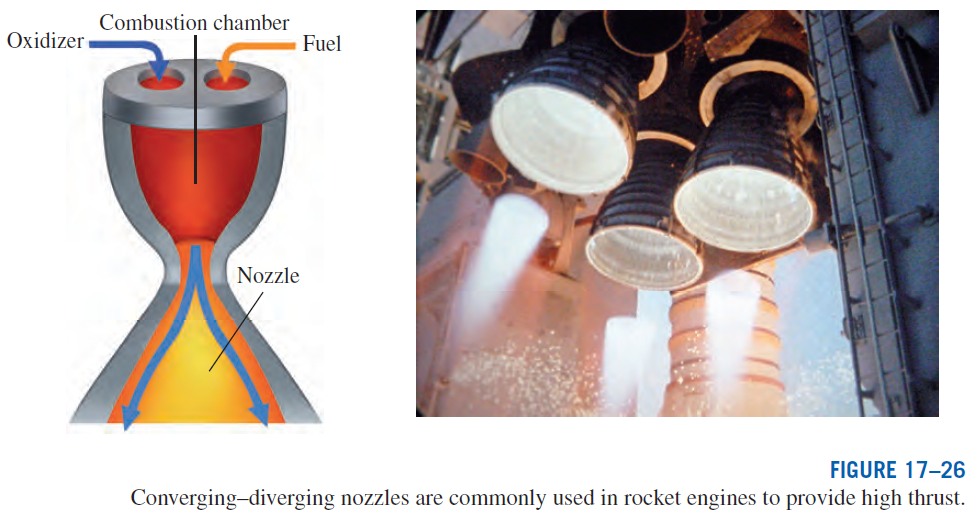 Combustion chamber
Oxidizer
Fuel
Nozzle
FIGURE 17–26
Converging–diverging nozzles are commonly used in rocket engines to provide high thrust.